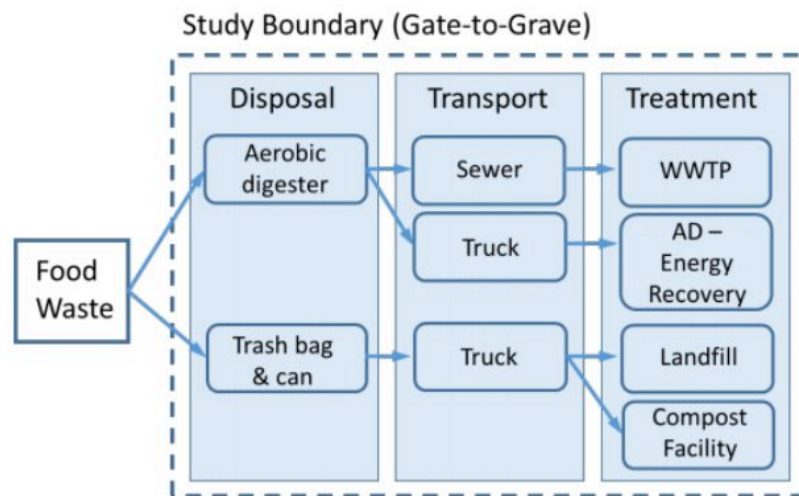 Study Boundary (Gate-to-Grave)
Disposal
Transport
Treatment
Aerobic
digester
Sewer
WWTP
Truck
AD –
Energy
Recovery
Food
Waste
Trash bag
& can
Truck
Landfill
Compost
Facility